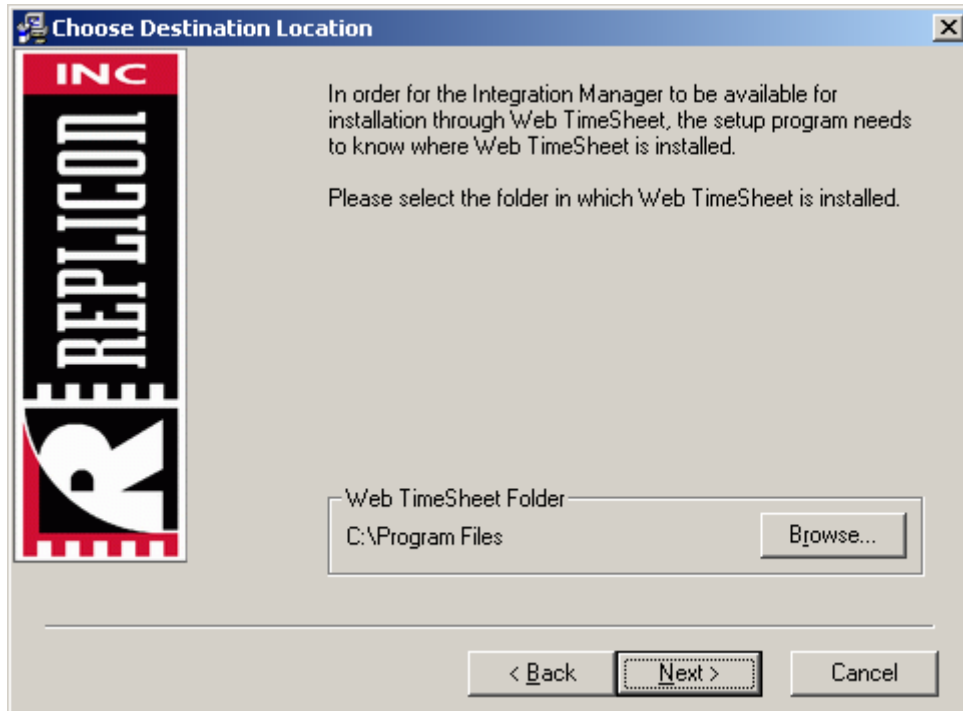 Choose Destination Location
INC
REPLICON
R
In order for the Integration Manager to be available for
installation through Web TimeSheet, the setup program needs
to know where Web TimeSheet is installed.
Please select the folder in which Web TimeSheet is installed.
Web TimeSheet Folder
C:\Program Files
Browse...
< Back
Next >
Cancel